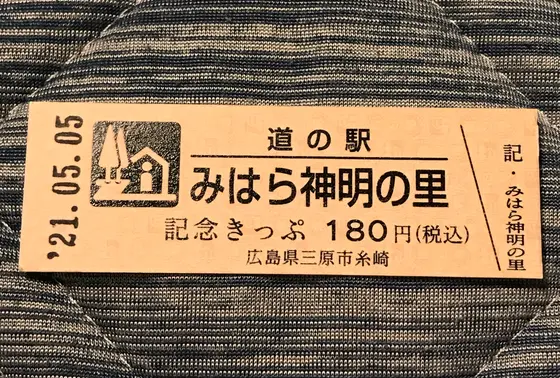 '21.05.05
道の駅
みはら神明の里
記念きっぷ 180円(税込)
広島県三原市糸崎
記・みはら神明の里